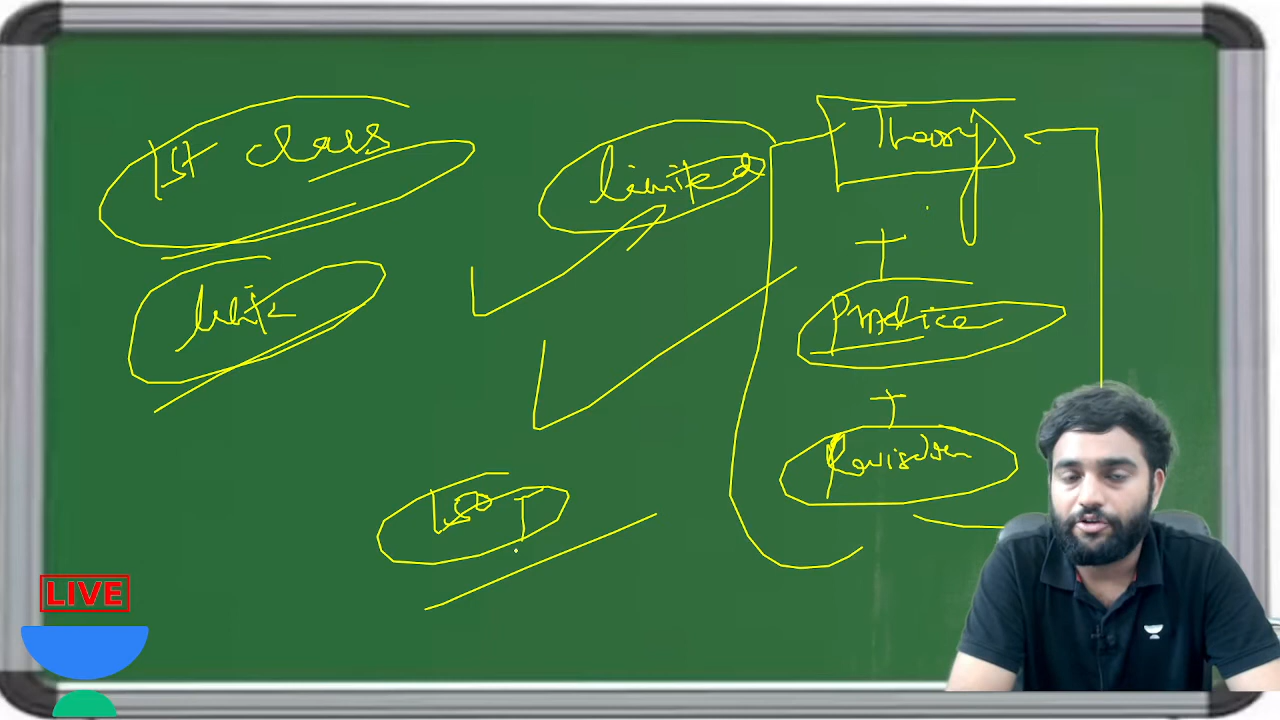 1st class
limited
Theory
+
Practice
+
Revision
LIVE